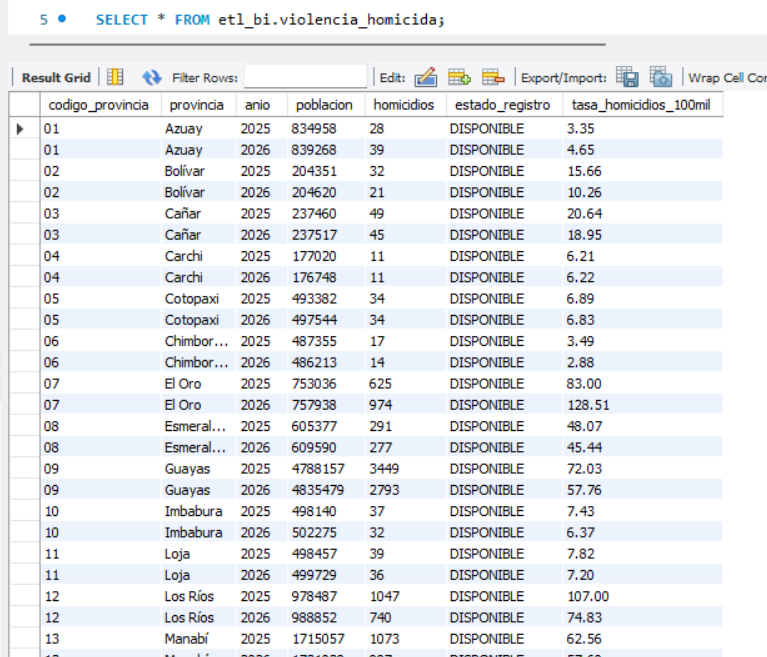 5 SELECT * FROM etl_bi.violencia_homicida;
Result Grid Filter Rows: Edit: Export/Import: Wrap Cell Cor
codigo_provincia provincia anio poblacion homicidios estado_registro tasa_homicidios_100mil
01 Azuay 2025 834958 28 DISPONIBLE 3.35
01 Azuay 2026 839268 39 DISPONIBLE 4.65
02 Bolívar 2025 204351 32 DISPONIBLE 15.66
02 Bolívar 2026 204620 21 DISPONIBLE 10.26
03 Cañar 2025 237460 49 DISPONIBLE 20.64
03 Cañar 2026 237517 45 DISPONIBLE 18.95
04 Carchi 2025 177020 11 DISPONIBLE 6.21
04 Carchi 2026 176748 11 DISPONIBLE 6.22
05 Cotopaxi 2025 493382 34 DISPONIBLE 6.89
05 Cotopaxi 2026 497544 34 DISPONIBLE 6.83
06 Chimbor... 2025 487355 17 DISPONIBLE 3.49
06 Chimbor... 2026 486213 14 DISPONIBLE 2.88
07 El Oro 2025 753036 625 DISPONIBLE 83.00
07 El Oro 2026 757938 974 DISPONIBLE 128.51
08 Esmeral... 2025 605377 291 DISPONIBLE 48.07
08 Esmeral... 2026 609590 277 DISPONIBLE 45.44
09 Guayas 2025 4788157 3449 DISPONIBLE 72.03
09 Guayas 2026 4835479 2793 DISPONIBLE 57.76
10 Imbabura 2025 498140 37 DISPONIBLE 7.43
10 Imbabura 2026 502275 32 DISPONIBLE 6.37
11 Loja 2025 498457 39 DISPONIBLE 7.82
11 Loja 2026 499729 36 DISPONIBLE 7.20
12 Los Ríos 2025 978487 1047 DISPONIBLE 107.00
12 Los Ríos 2026 988852 740 DISPONIBLE 74.83
13 Manabí 2025 1715057 1073 DISPONIBLE 62.56